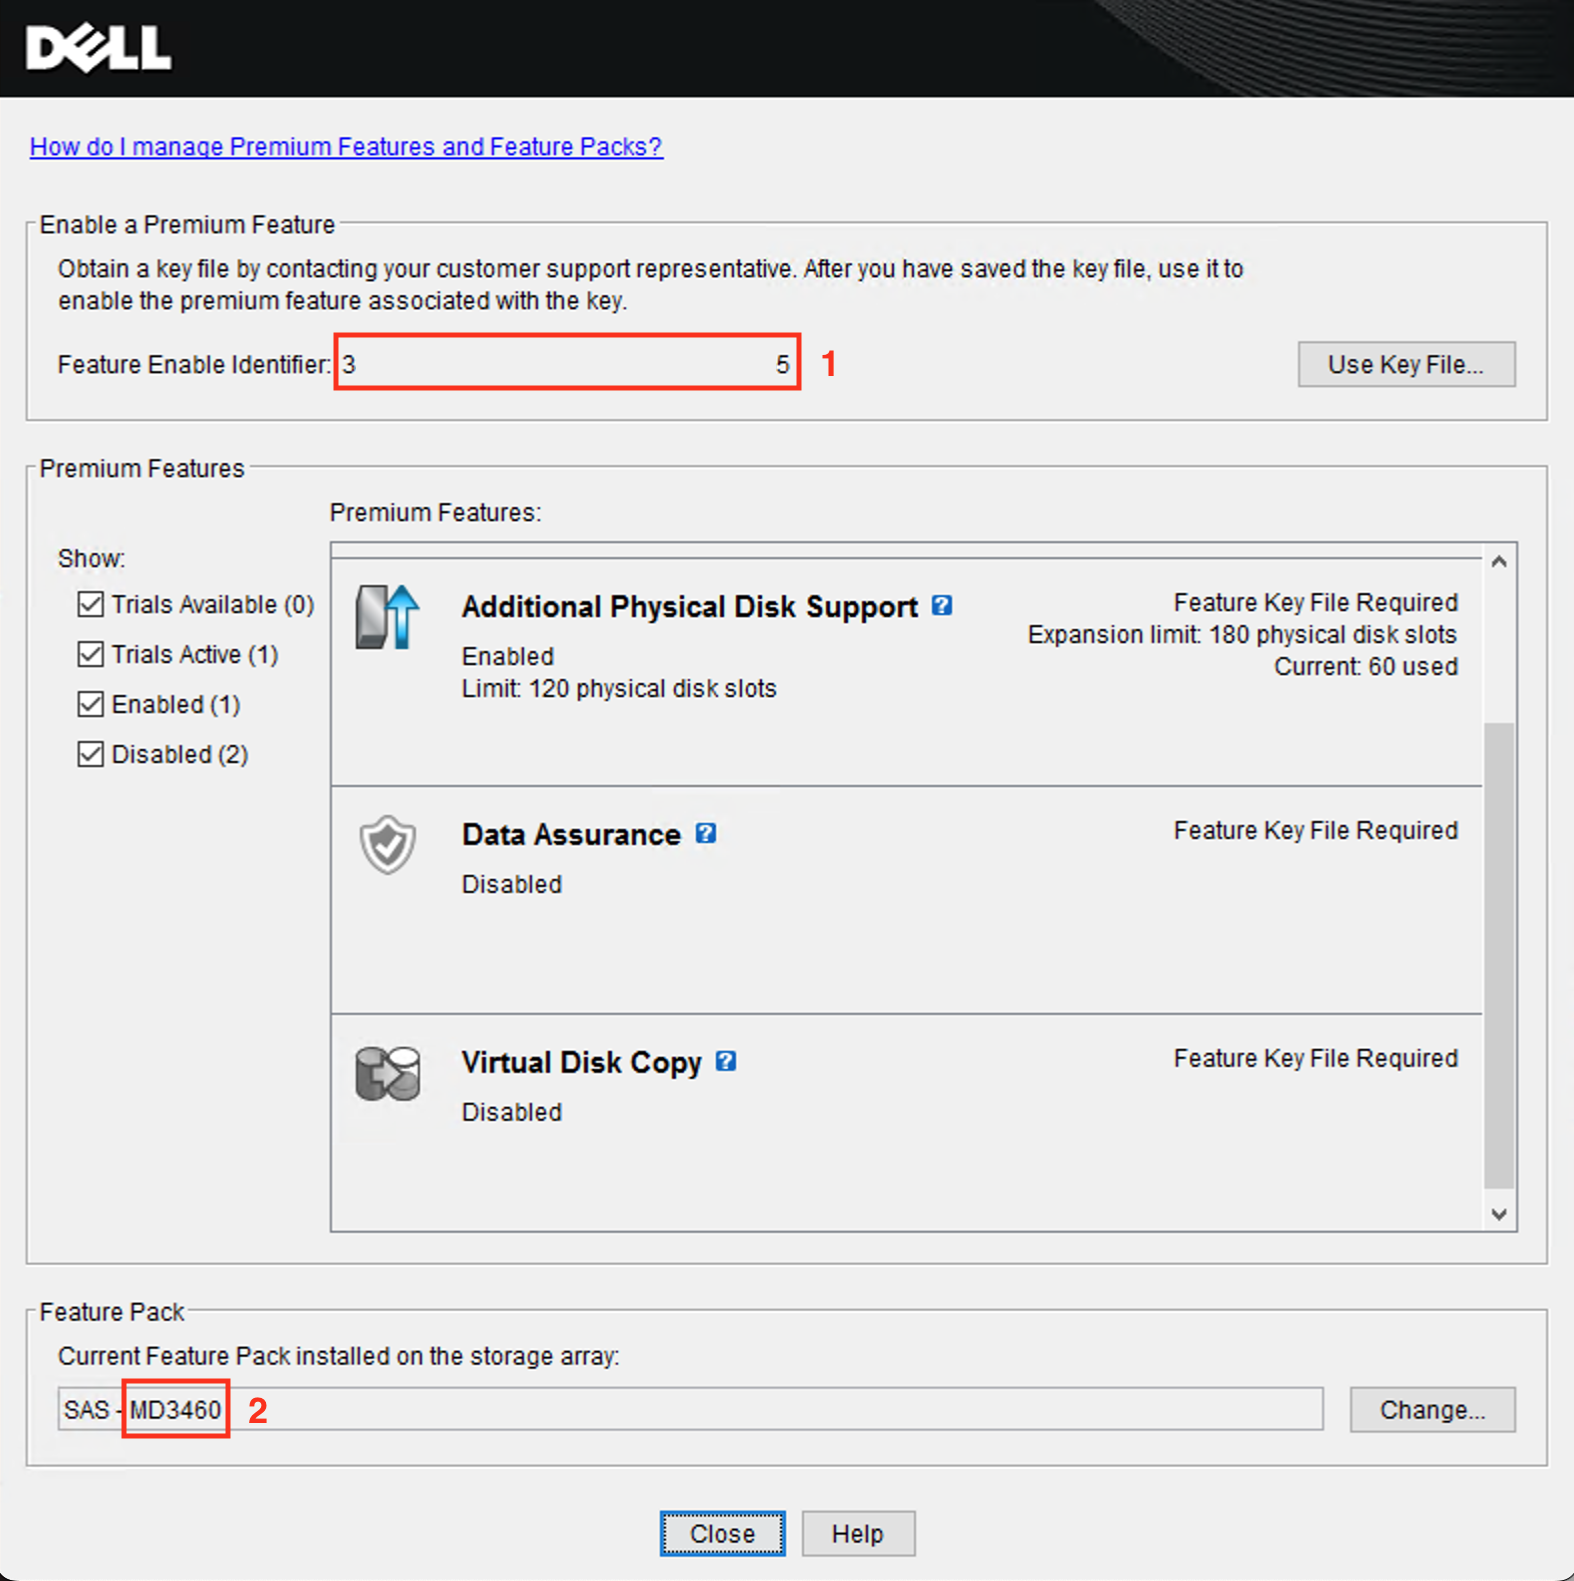 DELL
How do I manage Premium Features and Feature Packs?
Enable a Premium Feature
Obtain a key file by contacting your customer support representative. After you have saved the key file, use it to
enable the premium feature associated with the key.
Feature Enable Identifier: 3 5 1
Use Key File...
Premium Features
Premium Features:
Show:
Trials Available (0)
Trials Active (1)
Enabled (1)
Disabled (2)
Additional Physical Disk Support ?
Enabled
Limit: 120 physical disk slots
Feature Key File Required
Expansion limit: 180 physical disk slots
Current: 60 used
Data Assurance ?
Disabled
Feature Key File Required
Virtual Disk Copy ?
Disabled
Feature Key File Required
Feature Pack
Current Feature Pack installed on the storage array:
SAS - MD3460 2
Change...
Close
Help